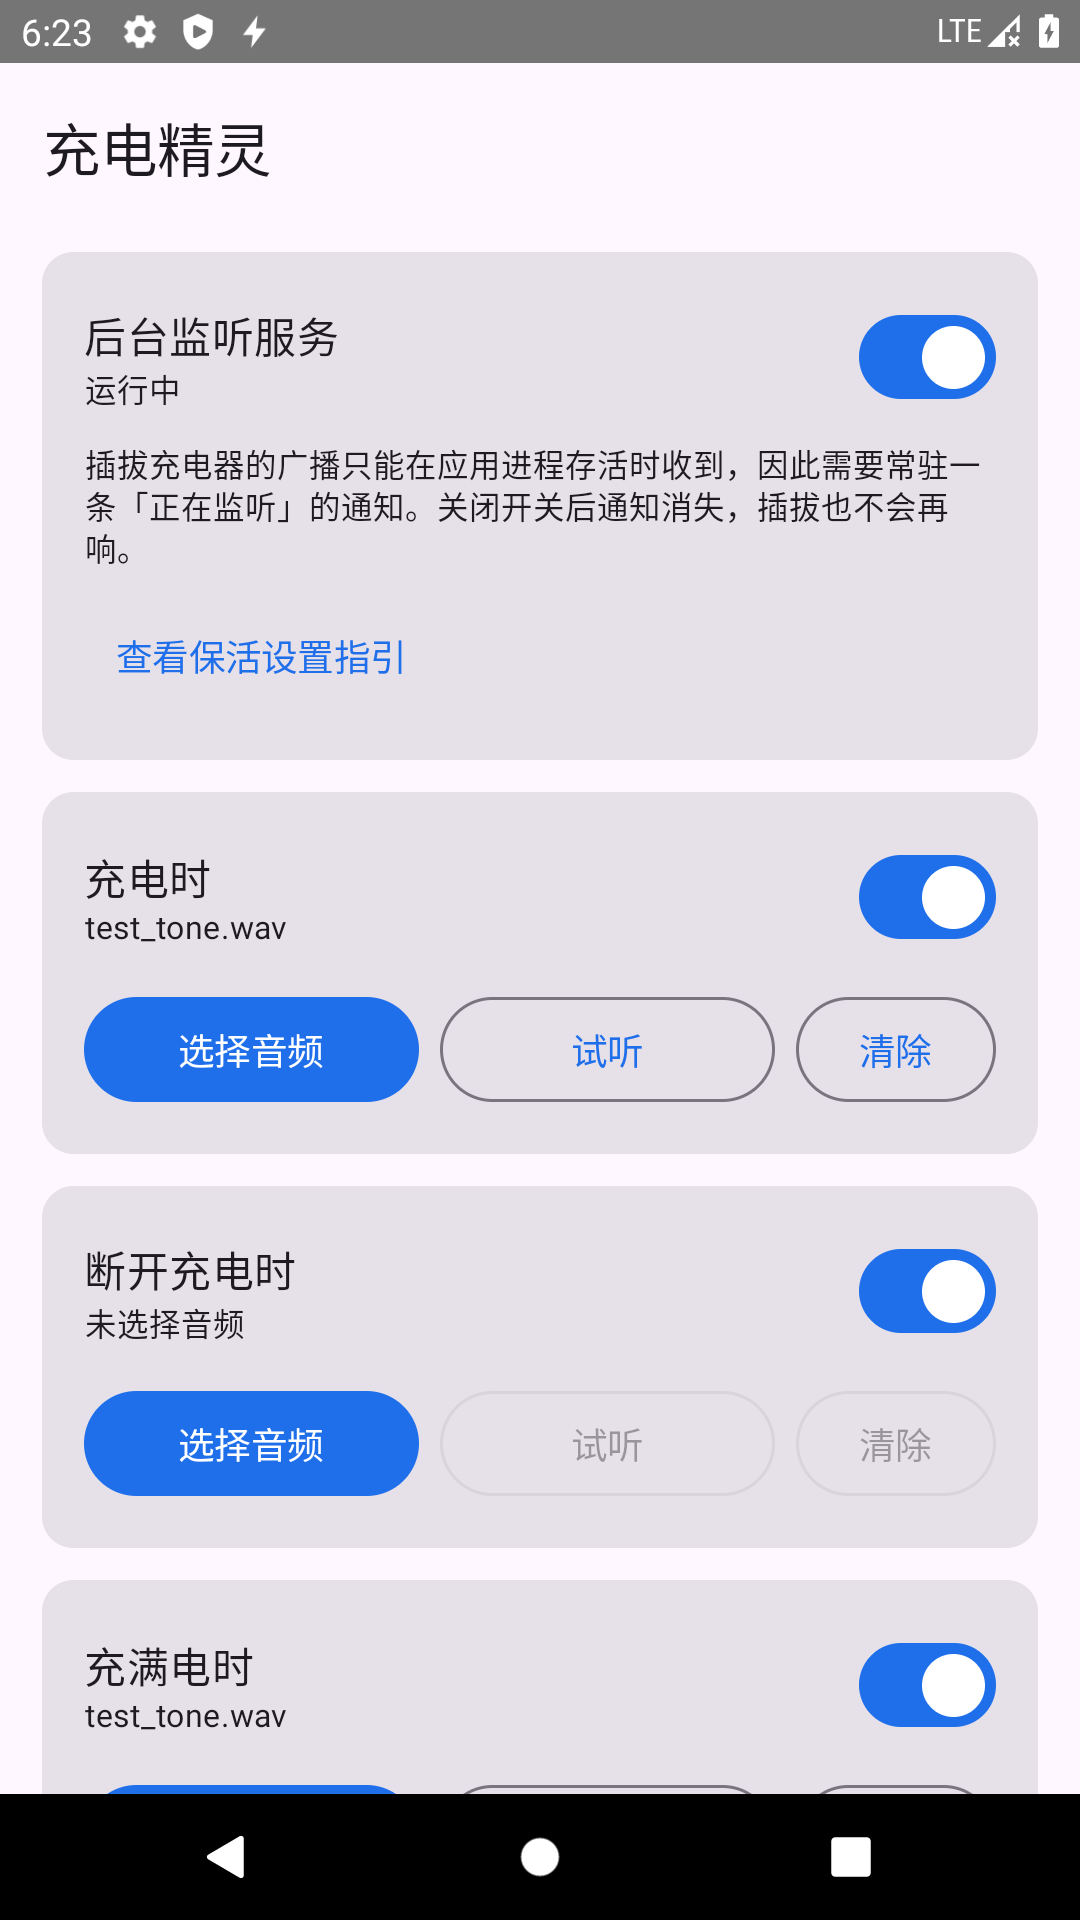 6:23 LTE
充电精灵
后台监听服务
运行中
插拔充电器的广播只能在应用进程存活时收到，因此需要常驻一
条「正在监听」的通知。关闭开关后通知消失，插拔也不会再
响。
查看保活设置指引
充电时
test_tone.wav
选择音频 试听 清除
断开充电时
未选择音频
选择音频 试听 清除
充满电时
test_tone.wav